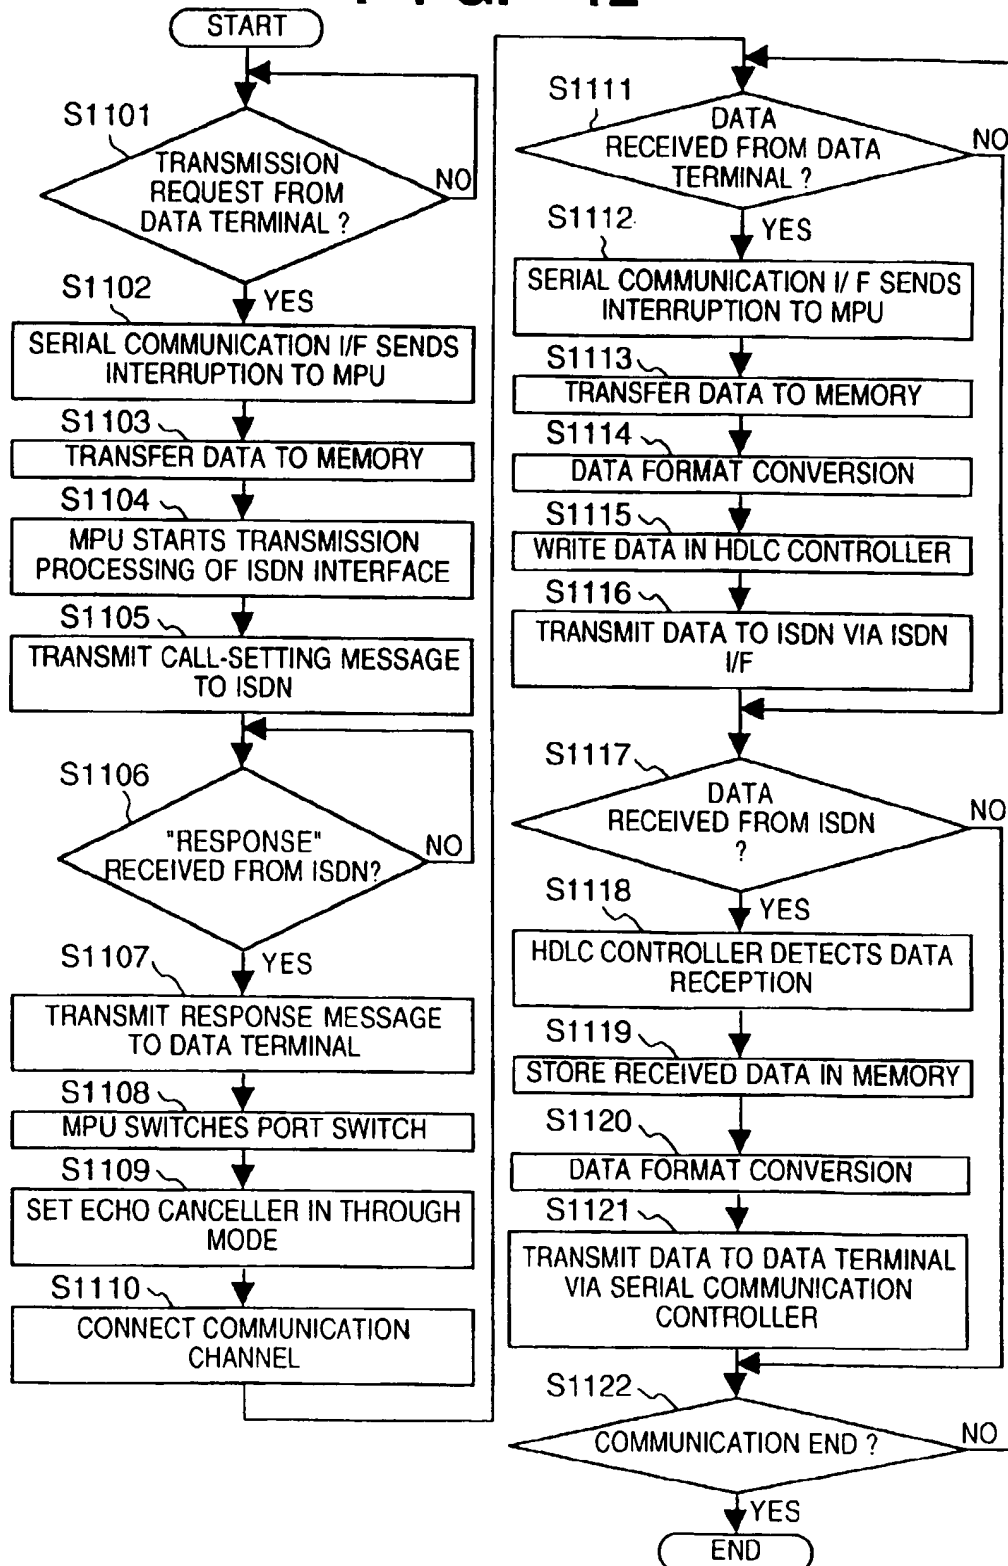 START
S1101
TRANSMISSION
REQUEST FROM
DATA TERMINAL ?
NO
YES
S1102
SERIAL COMMUNICATION I/F SENDS
INTERRUPTION TO MPU
S1103
TRANSFER DATA TO MEMORY
S1104
MPU STARTS TRANSMISSION
PROCESSING OF ISDN INTERFACE
S1105
TRANSMIT CALL-SETTING MESSAGE
TO ISDN
S1106
"RESPONSE"
RECEIVED FROM ISDN?
NO
YES
S1107
TRANSMIT RESPONSE MESSAGE
TO DATA TERMINAL
S1108
MPU SWITCHES PORT SWITCH
S1109
SET ECHO CANCELLER IN THROUGH
MODE
S1110
CONNECT COMMUNICATION
CHANNEL
S1111
DATA
RECEIVED FROM DATA
TERMINAL ?
NO
YES
S1112
SERIAL COMMUNICATION I/ F SENDS
INTERRUPTION TO MPU
S1113
TRANSFER DATA TO MEMORY
S1114
DATA FORMAT CONVERSION
S1115
WRITE DATA IN HDLC CONTROLLER
S1116
TRANSMIT DATA TO ISDN VIA ISDN
I/F
S1117
DATA
RECEIVED FROM ISDN
?
NO
YES
S1118
HDLC CONTROLLER DETECTS DATA
RECEPTION
S1119
STORE RECEIVED DATA IN MEMORY
S1120
DATA FORMAT CONVERSION
S1121
TRANSMIT DATA TO DATA TERMINAL
VIA SERIAL COMMUNICATION
CONTROLLER
S1122
COMMUNICATION END ?
NO
YES
END